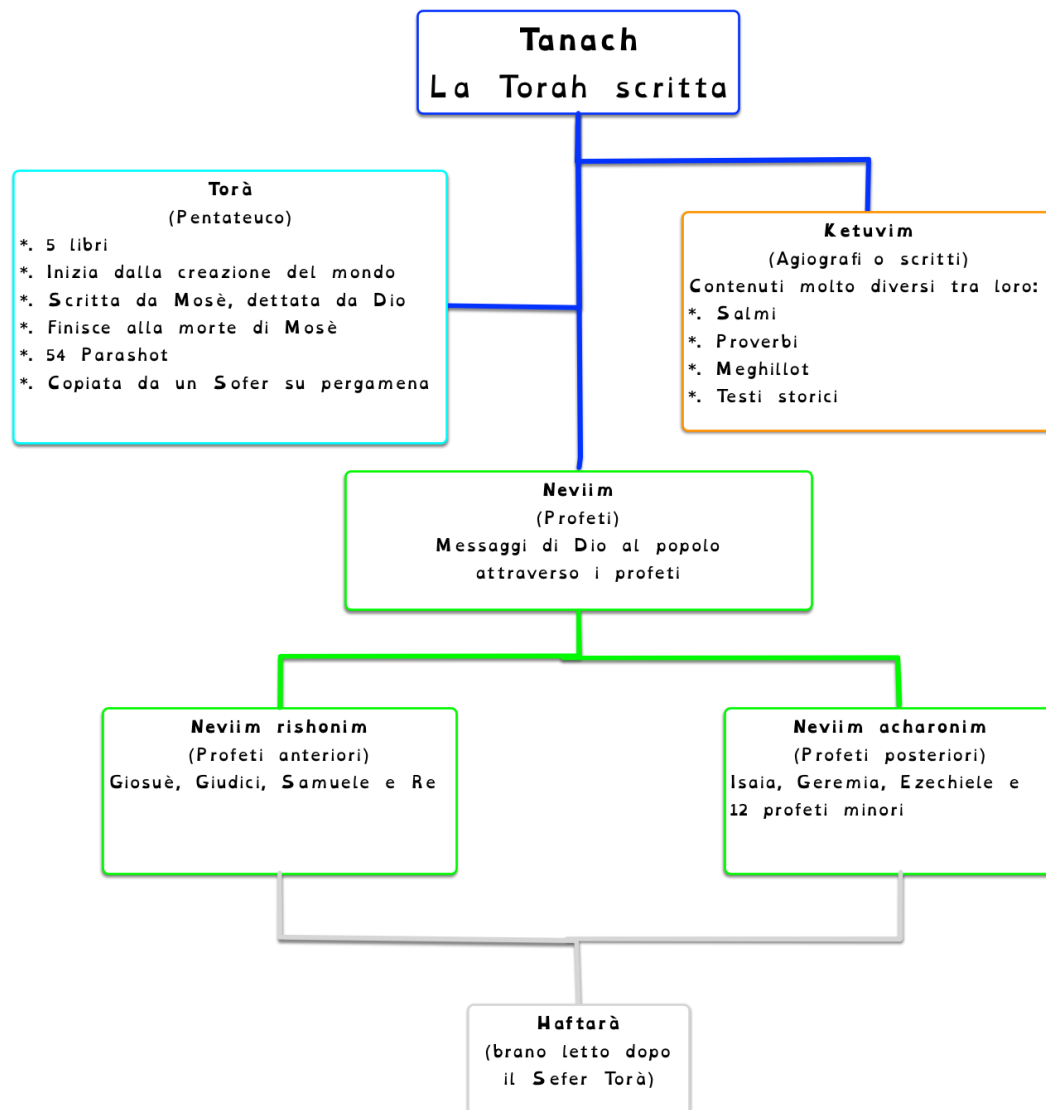 Tanach
La Torah scritta
Torà
(Pentateuco)
*. 5 libri
*. Inizia dalla creazione del mondo
*. Scritta da Mosè, dettata da Dio
*. Finisce alla morte di Mosè
*. 54 Parashot
*. Copiata da un Sofer su pergamena
Ketuvim
(Agiografi o scritti)
Contenuti molto diversi tra loro:
*. Salmi
*. Proverbi
*. Meghillot
*. Testi storici
Neviim
(Profeti)
Messaggi di Dio al popolo
attraverso i profeti
Neviim rishonim
(Profeti anteriori)
Giosuè, Giudici, Samuele e Re
Neviim acharonim
(Profeti posteriori)
Isaia, Geremia, Ezechiele e
12 profeti minori
Haftarà
(brano letto dopo
il Sefer Torà)